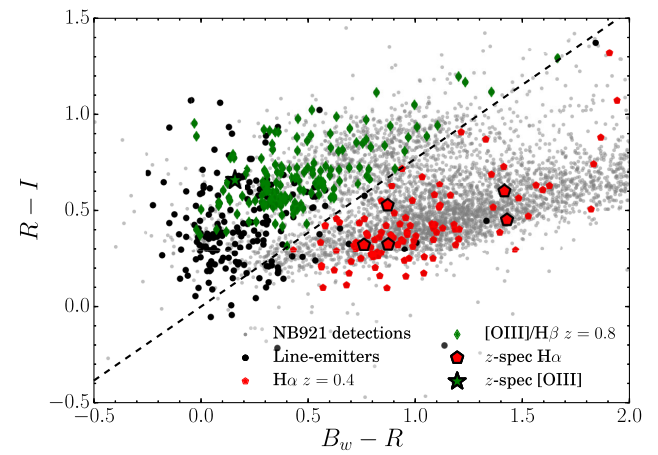 1.5
1.0
0.5
0.0
−0.5
R − I
NB921 detections
Line-emitters
Hα z = 0.4
[OIII]/Hβ z = 0.8
z-spec Hα
z-spec [OIII]
−0.5 0.0 0.5 1.0 1.5 2.0
B_w − R